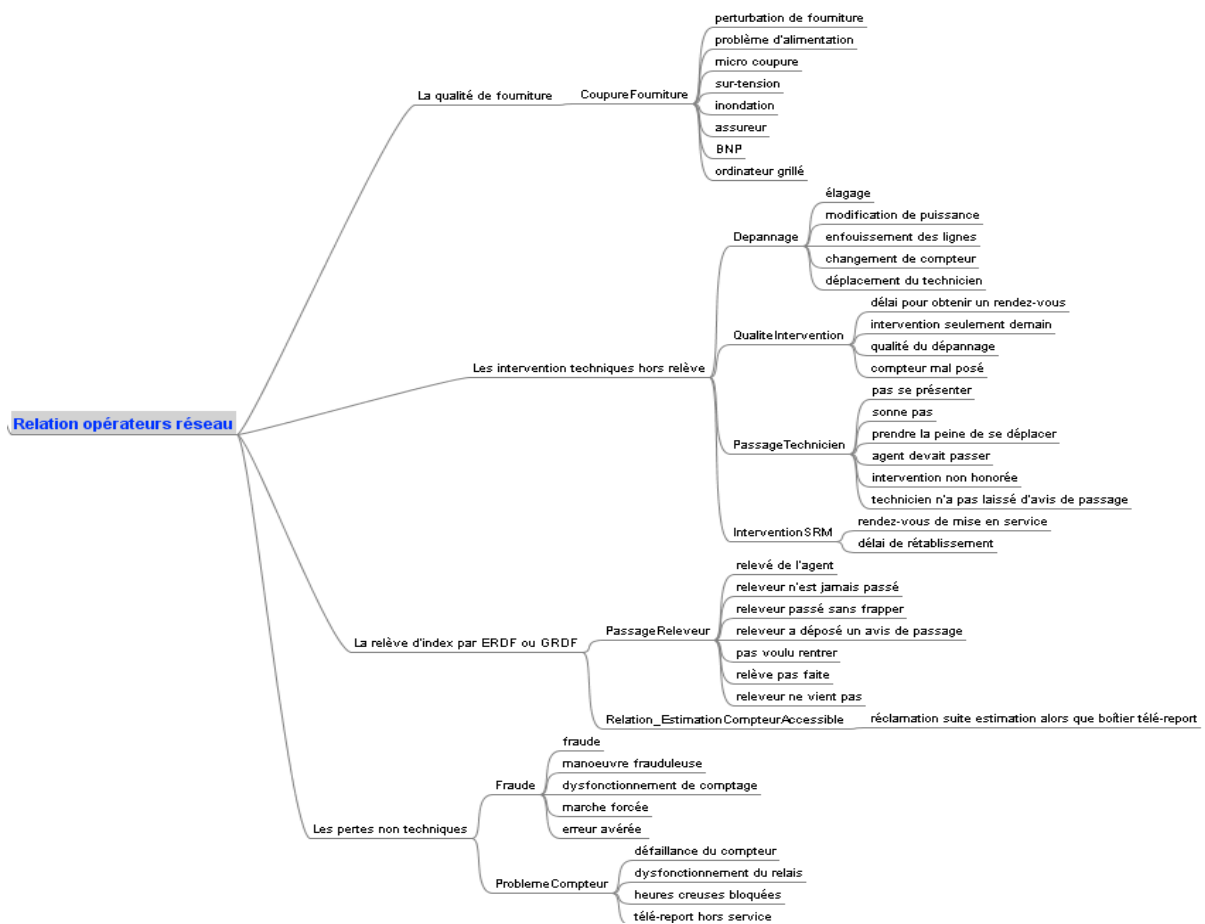 Relation opérateurs réseau
La qualité de fourniture
CoupureFourniture
perturbation de fourniture
problème d'alimentation
micro coupure
sur-tension
inondation
assureur
BNP
ordinateur grillé
Les intervention techniques hors relève
Depannage
élagage
modification de puissance
enfouissement des lignes
changement de compteur
déplacement du technicien
QualiteIntervention
délai pour obtenir un rendez-vous
intervention seulement demain
qualité du dépannage
compteur mal posé
PassageTechnicien
pas se présenter
sonne pas
prendre la peine de se déplacer
agent devait passer
intervention non honorée
technicien n'a pas laissé d'avis de passage
InterventionSRM
rendez-vous de mise en service
délai de rétablissement
La relève d'index par ERDF ou GRDF
PassageReleveur
relevé de l'agent
releveur n'est jamais passé
releveur passé sans frapper
releveur a déposé un avis de passage
pas voulu rentrer
relève pas faite
releveur ne vient pas
Relation_EstimationCompteurAccessible
réclamation suite estimation alors que boîtier télé-report
Les pertes non techniques
Fraude
fraude
manoeuvre frauduleuse
dysfonctionnement de comptage
marche forcée
erreur avérée
ProblemeCompteur
défaillance du compteur
dysfonctionnement du relais
heures creuses bloquées
télé-report hors service